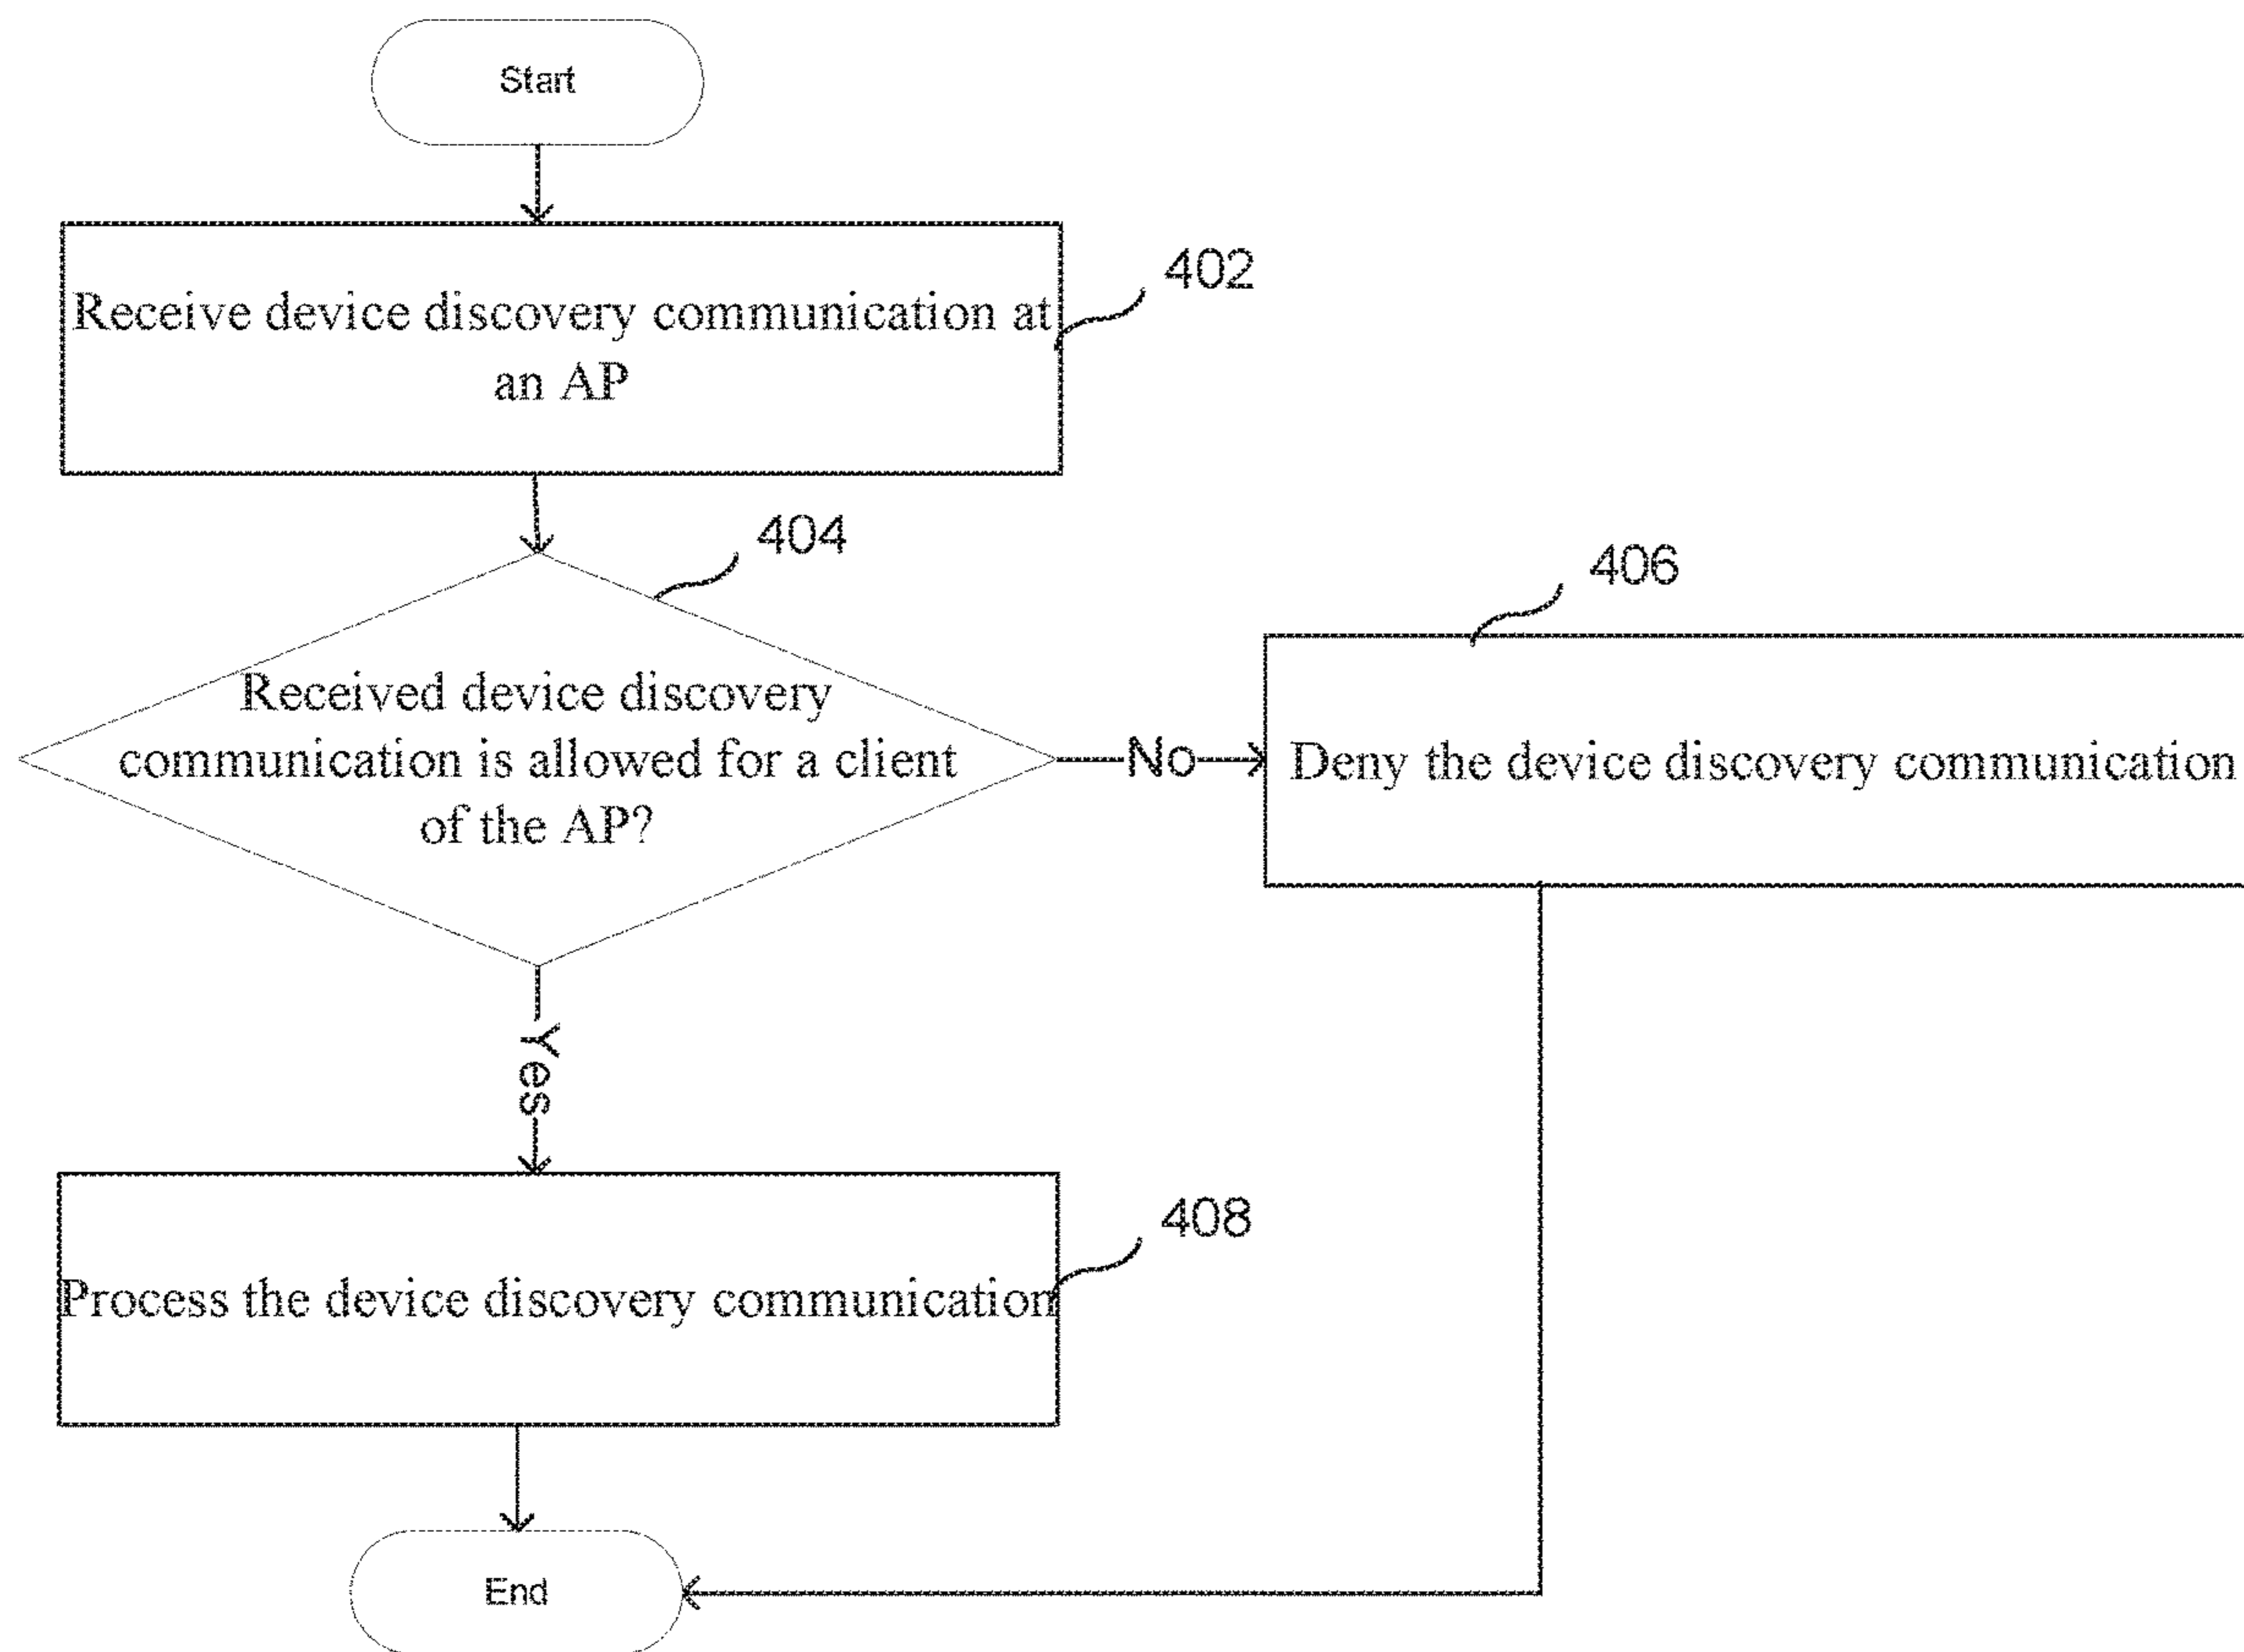 Start
Receive device discovery communication at
an AP
402
404
Received device discovery
communication is allowed for a client
of the AP?
No
406
Deny the device discovery communication
Yes
408
Process the device discovery communication
End